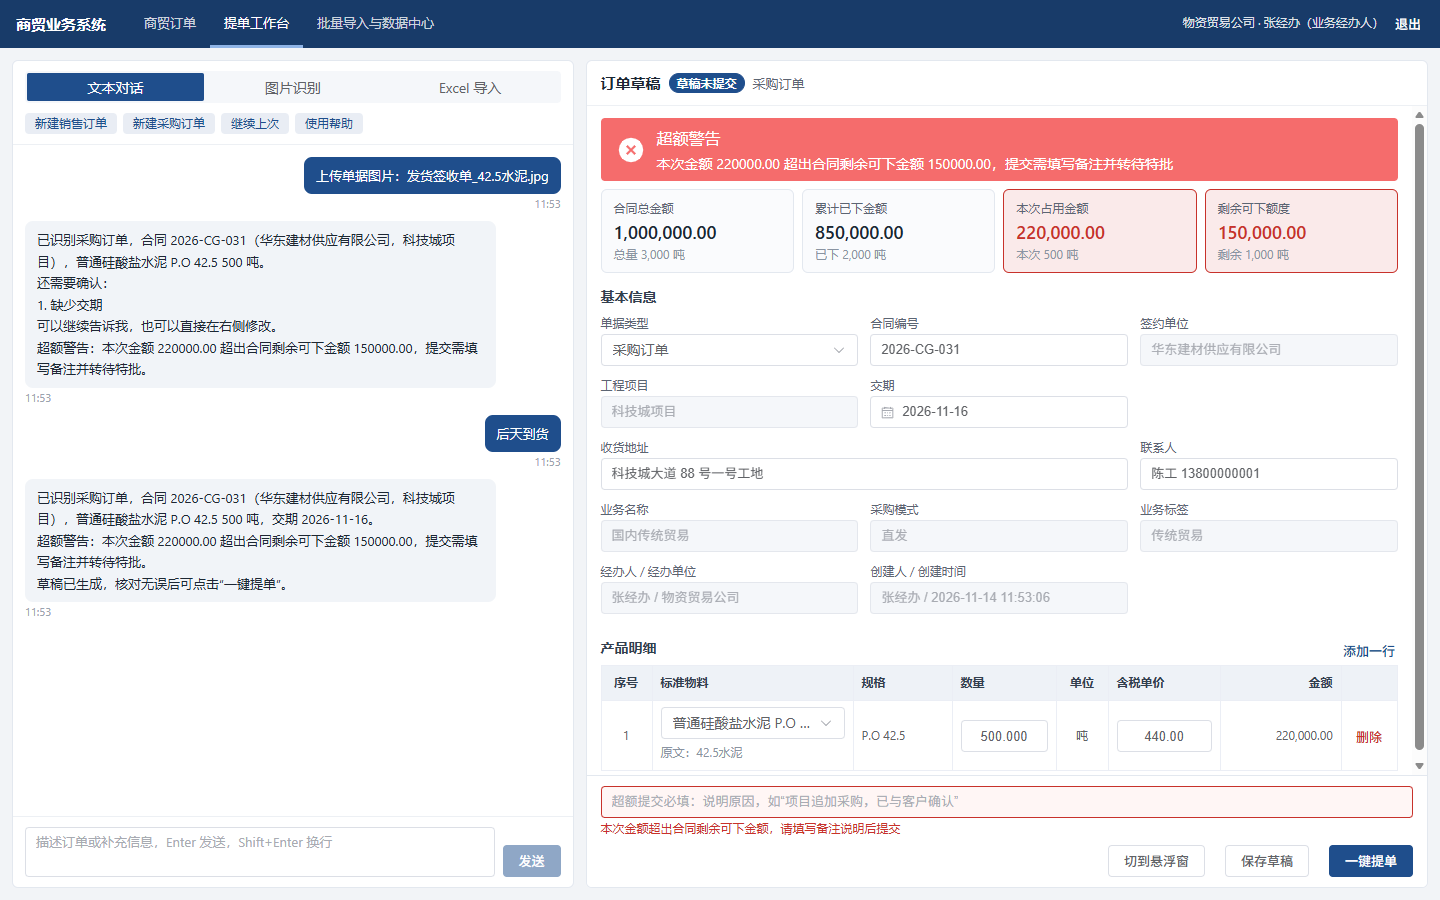 商贸业务系统
商贸订单
提单工作台
批量导入与数据中心
物资贸易公司 · 张经办（业务经办人）
退出
文本对话
图片识别
Excel 导入
新建销售订单
新建采购订单
继续上次
使用帮助
上传单据图片：发货签收单_42.5水泥.jpg
11:53
已识别采购订单，合同 2026-CG-031（华东建材供应有限公司，科技城项
目），普通硅酸盐水泥 P.O 42.5 500 吨。
还需要确认：
1. 缺少交期
可以继续告诉我，也可以直接在右侧修改。
超额警告：本次金额 220000.00 超出合同剩余可下金额 150000.00，提交需填
写备注并转待特批。
11:53
后天到货
11:53
已识别采购订单，合同 2026-CG-031（华东建材供应有限公司，科技城项
目），普通硅酸盐水泥 P.O 42.5 500 吨，交期 2026-11-16。
超额警告：本次金额 220000.00 超出合同剩余可下金额 150000.00，提交需填
写备注并转待特批。
草稿已生成，核对无误后可点击“一键提单”。
11:53
描述订单或补充信息，Enter 发送，Shift+Enter 换行
发送
订单草稿
草稿未提交
采购订单
超额警告
本次金额 220000.00 超出合同剩余可下金额 150000.00，提交需填写备注并转待特批
合同总金额
1,000,000.00
总量 3,000 吨
累计已下金额
850,000.00
已下 2,000 吨
本次占用金额
220,000.00
本次 500 吨
剩余可下额度
150,000.00
剩余 1,000 吨
基本信息
单据类型
采购订单
合同编号
2026-CG-031
签约单位
华东建材供应有限公司
工程项目
科技城项目
交期
2026-11-16
收货地址
科技城大道 88 号一号工地
联系人
陈工 13800000001
业务名称
国内传统贸易
采购模式
直发
业务标签
传统贸易
经办人 / 经办单位
张经办 / 物资贸易公司
创建人 / 创建时间
张经办 / 2026-11-14 11:53:06
产品明细
添加一行
序号 标准物料 规格 数量 单位 含税单价 金额
1 普通硅酸盐水泥 P.O ... P.O 42.5 500.000 吨 440.00 220,000.00 删除
原文：42.5水泥
超额提交必填：说明原因，如“项目追加采购，已与客户确认”
本次金额超出合同剩余可下金额，请填写备注说明后提交
切到悬浮窗
保存草稿
一键提单